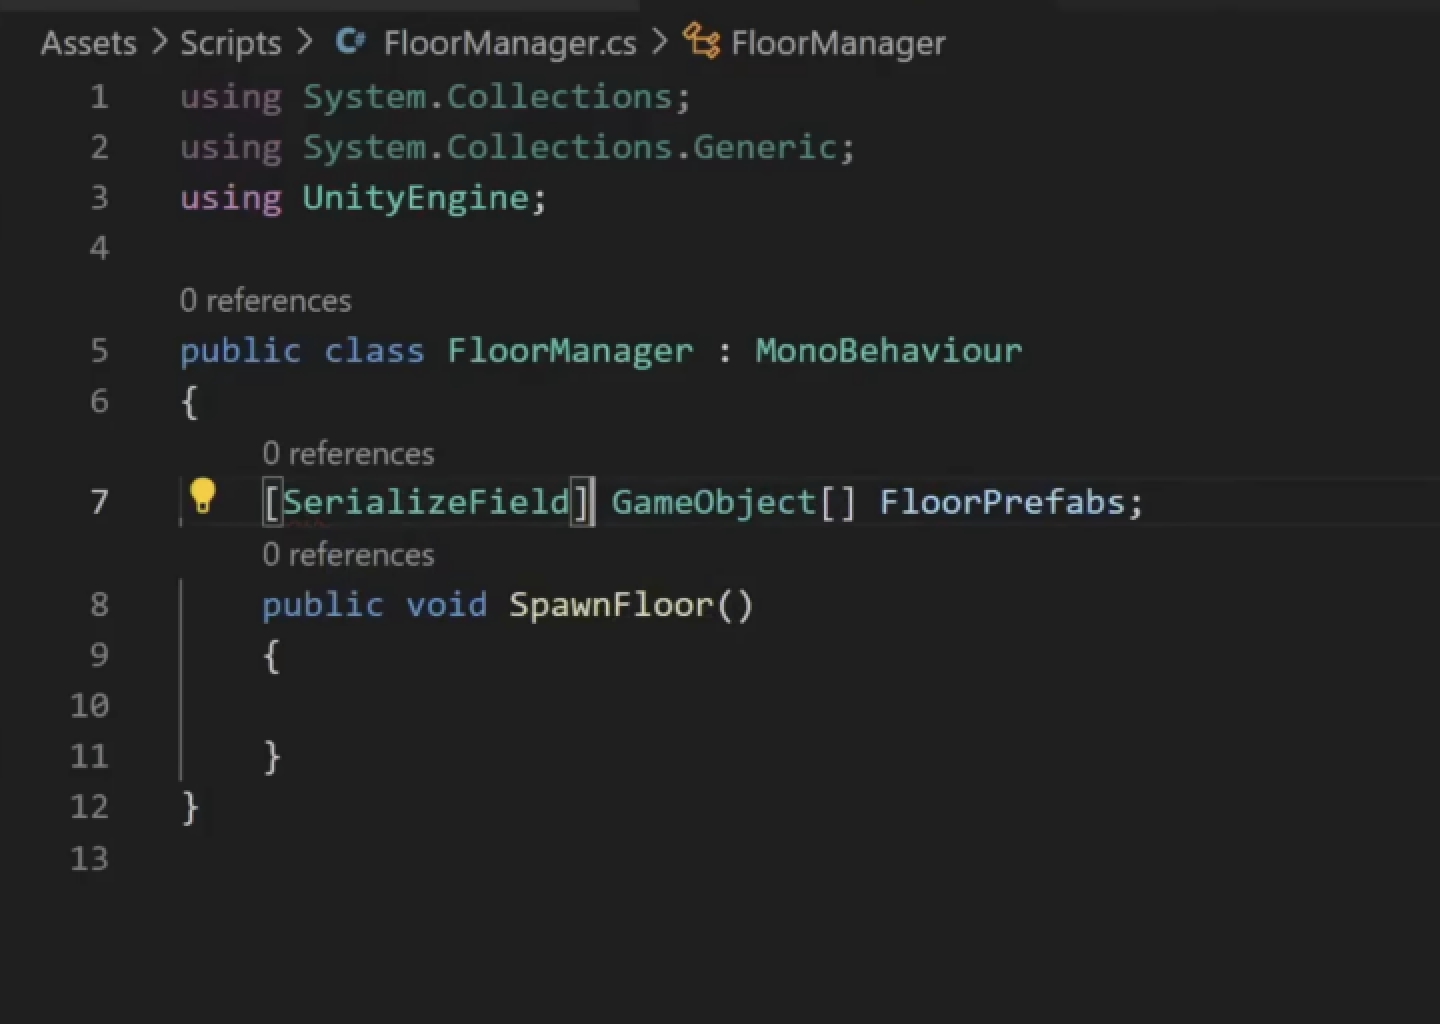 Assets > Scripts > C# FloorManager.cs > FloorManager
1 using System.Collections;
2 using System.Collections.Generic;
3 using UnityEngine;
4
0 references
5 public class FloorManager : MonoBehaviour
6 {
0 references
7 [SerializeField] GameObject[] FloorPrefabs;
0 references
8 public void SpawnFloor()
9 {
10
11 }
12 }
13